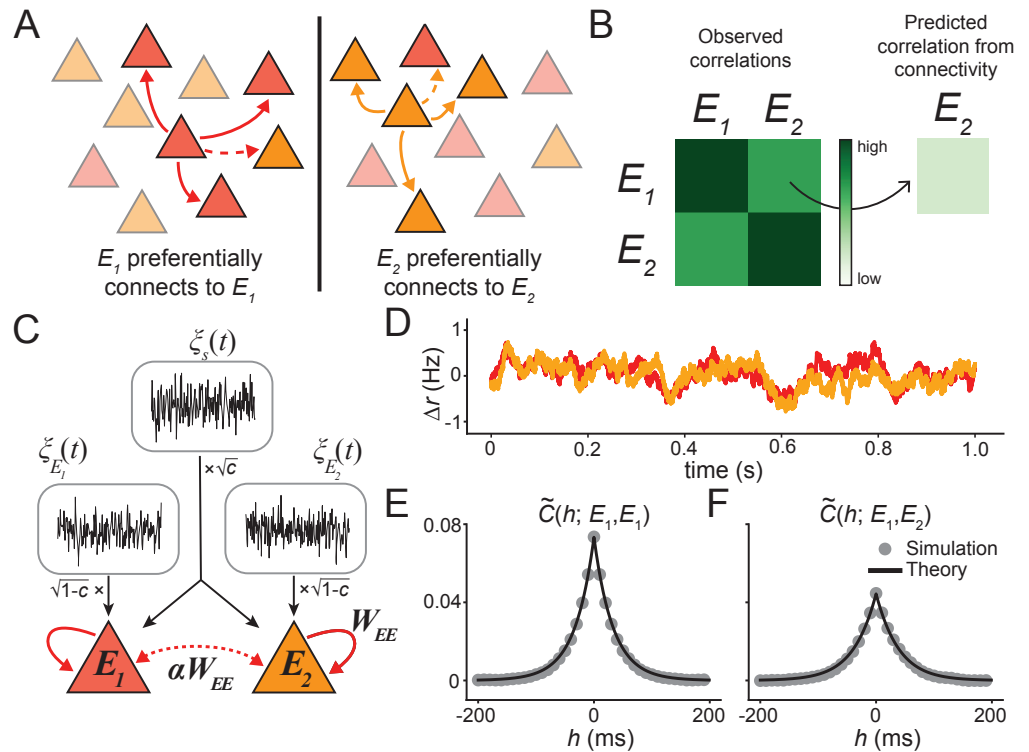 A
E1 preferentially
connects to E1
E2 preferentially
connects to E2
B
Observed
correlations
Predicted
correlation from
connectivity
E1 E2
E2
E1
E2
high
low
C
ξs(t)
ξE1(t)
ξE2(t)
×√c
√1-c ×
×√1-c
WEE
E1
αWEE
E2
D
1
0
-1
Δr (Hz)
0 0.2 0.4 0.6 0.8 1.0
time (s)
E
C̃(h; E1,E1)
0.08
0.04
0
-200 0 200
h (ms)
F
C̃(h; E1,E2)
Simulation
Theory
-200 0 200
h (ms)